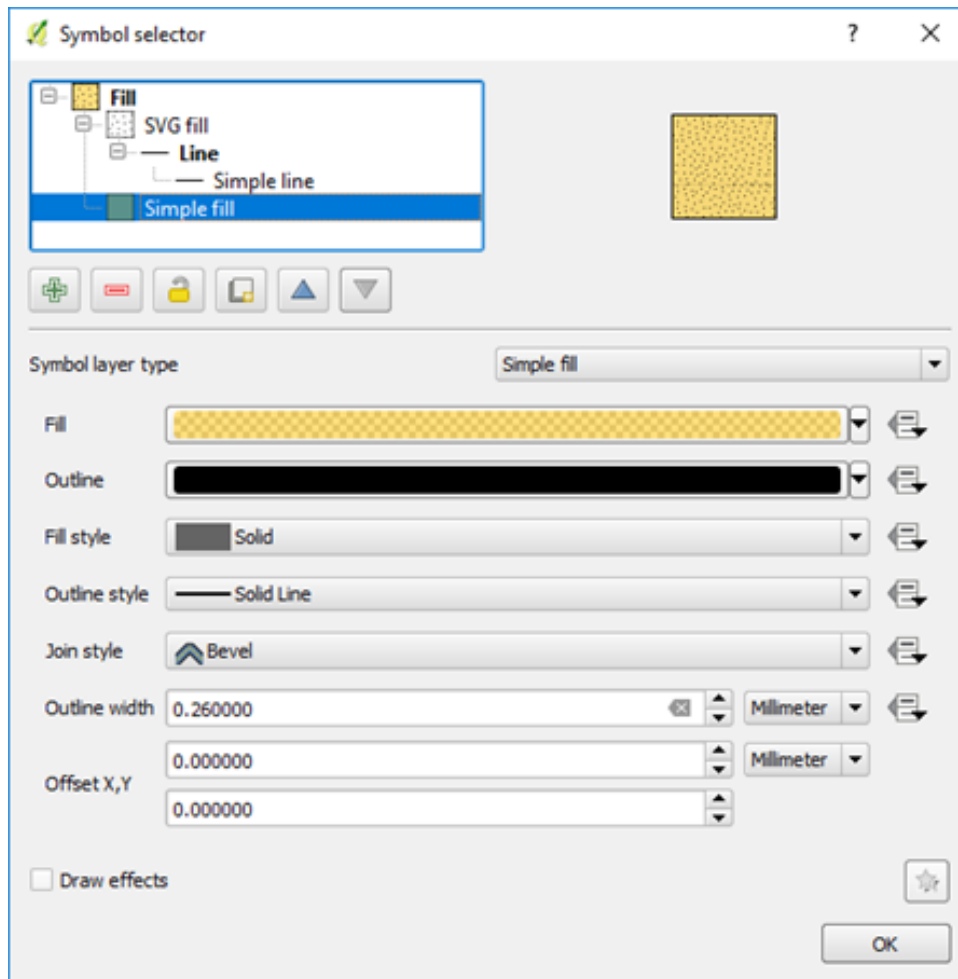 Symbol selector
?
Fill
SVG fill
Line
Simple line
Simple fill
Symbol layer type Simple fill
Fill
Outline
Fill style Solid
Outline style Solid Line
Join style Bevel
Outline width 0.260000 Millimeter
0.000000 Millimeter
Offset X,Y
0.000000
Draw effects
OK